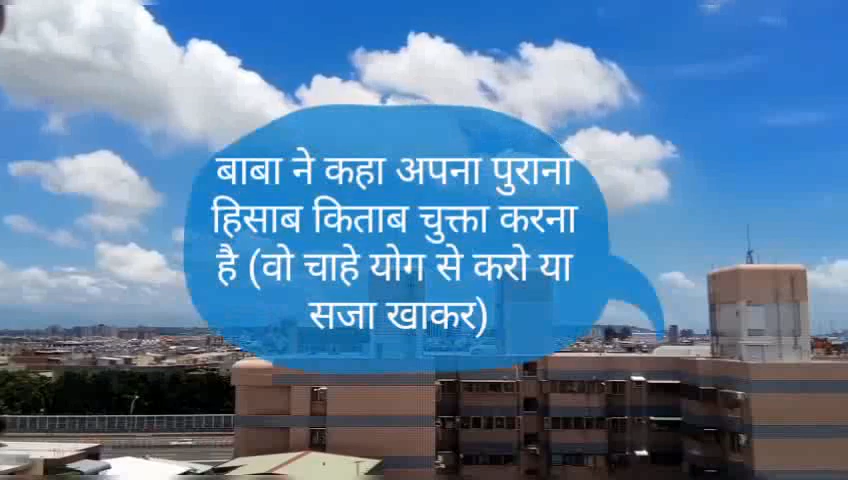 बाबा ने कहा अपना पुराना
हिसाब किताब चुक्ता करना
है (वो चाहे योग से करो या
सजा खाकर)